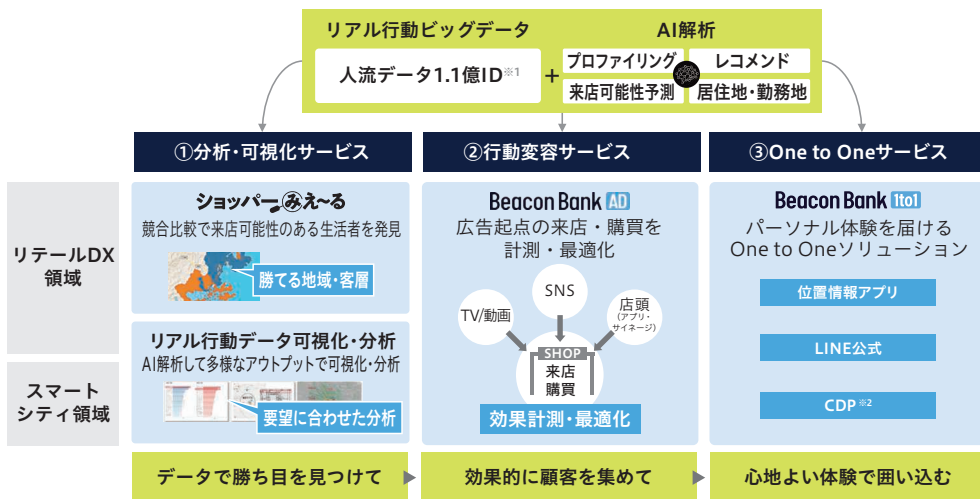 リアル行動ビッグデータ
AI解析
人流データ1.1億ID※1
+
プロファイリング
レコメンド
来店可能性予測
居住地・勤務地
①分析・可視化サービス
②行動変容サービス
③One to Oneサービス
リテールDX
領域
スマート
シティ領域
ショッパーみえ~る
競合比較で来店可能性のある生活者を発見
勝てる地域・客層
リアル行動データ可視化・分析
AI解析して多様なアウトプットで可視化・分析
要望に合わせた分析
Beacon Bank AD
広告起点の来店・購買を
計測・最適化
TV/動画
SNS
店頭
(アプリ・
サイネージ)
SHOP
来店
購買
効果計測・最適化
Beacon Bank 1to1
パーソナル体験を届ける
One to Oneソリューション
位置情報アプリ
LINE公式
CDP※2
データで勝ち目を見つけて
効果的に顧客を集めて
心地よい体験で囲い込む